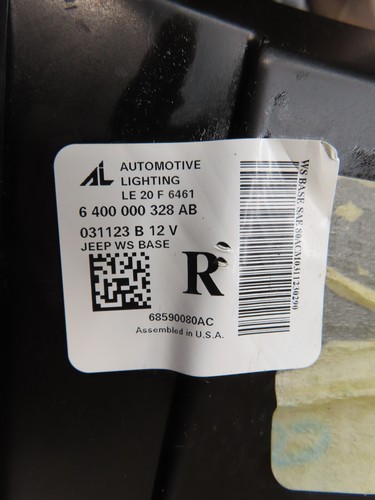 AL AUTOMOTIVE
LIGHTING
LE 20 F 6461
6 400 000 328 AB
031123 B 12 V
JEEP WS BASE
R
68590080AC
Assembled in U.S.A.
WS BASE SAE 80ACM0311230290